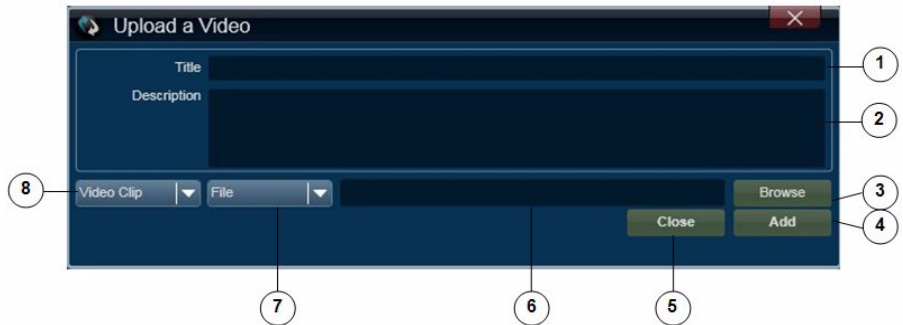 Upload a Video
Title
1
Description
2
8
Video Clip
File
Browse
3
Close
Add
4
7
6
5